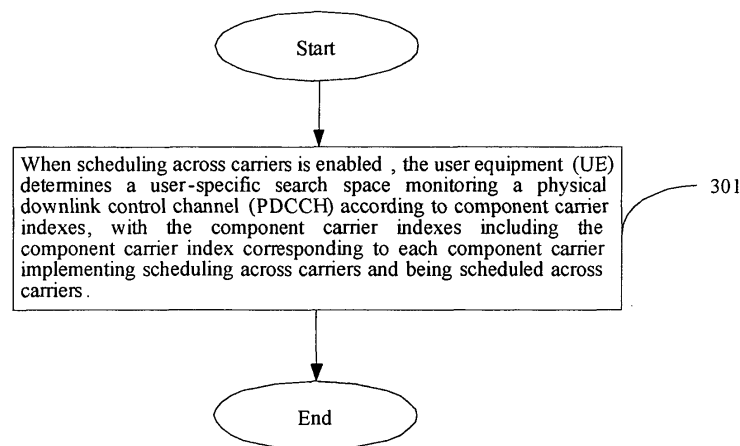 Start
When scheduling across carriers is enabled , the user equipment (UE)
determines a user-specific search space monitoring a physical
downlink control channel (PDCCH) according to component carrier
indexes, with the component carrier indexes including the
component carrier index corresponding to each component carrier
implementing scheduling across carriers and being scheduled across
carriers .
301
End